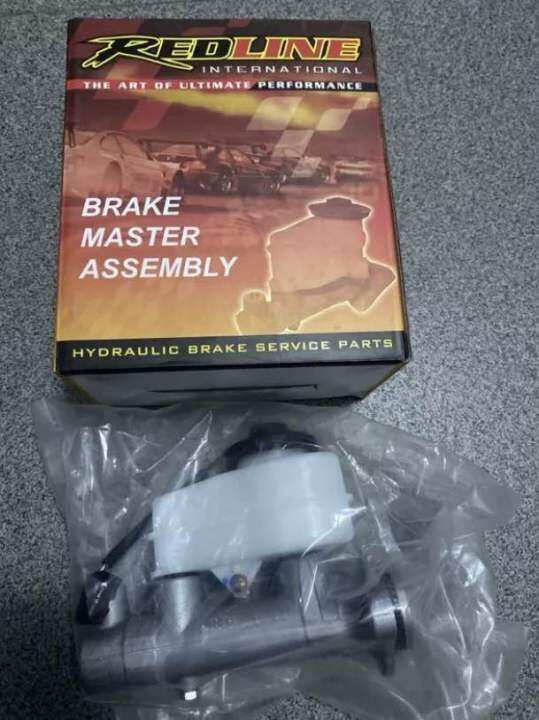 REDLINE
INTERNATIONAL
THE ART OF ULTIMATE PERFORMANCE
BRAKE
MASTER
ASSEMBLY
HYDRAULIC BRAKE SERVICE PARTS